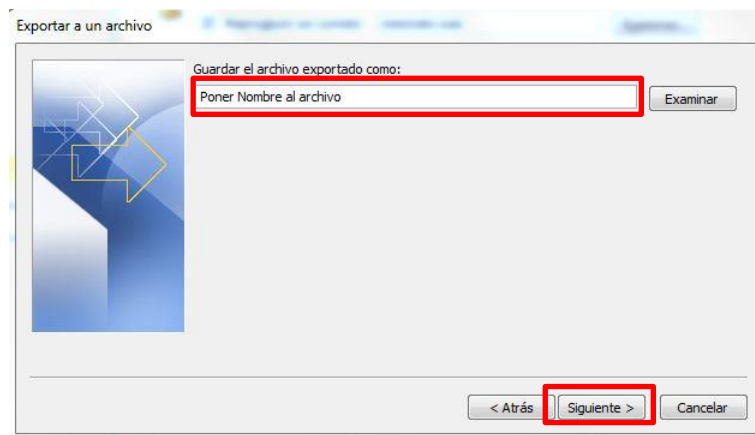 Exportar a un archivo
Guardar el archivo exportado como:
Poner Nombre al archivo
Examinar
< Atrás Siguiente > Cancelar